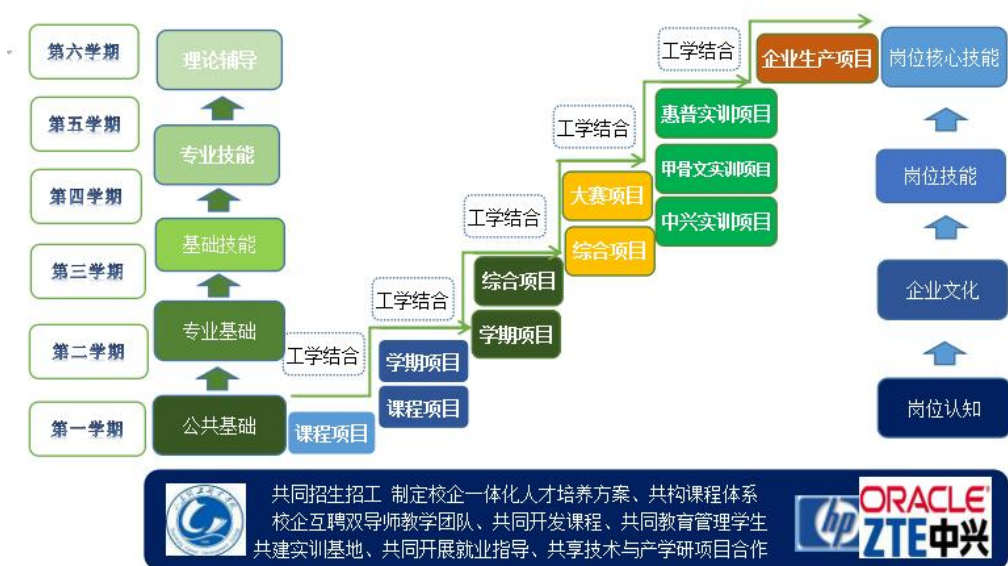 第六学期
第五学期
第四学期
第三学期
第二学期
第一学期
理论辅导
专业技能
基础技能
专业基础
公共基础
工学结合
工学结合
工学结合
工学结合
工学结合
课程项目
学期项目
课程项目
综合项目
学期项目
大赛项目
综合项目
惠普实训项目
甲骨文实训项目
中兴实训项目
企业生产项目
岗位核心技能
岗位技能
企业文化
岗位认知
共同招生招工 制定校企一体化人才培养方案、共构课程体系
校企互聘双导师教学团队、共同开发课程、共同教育管理学生
共建实训基地、共同开展就业指导、共享技术与产学研项目合作
hp
ORACLE
ZTE中兴